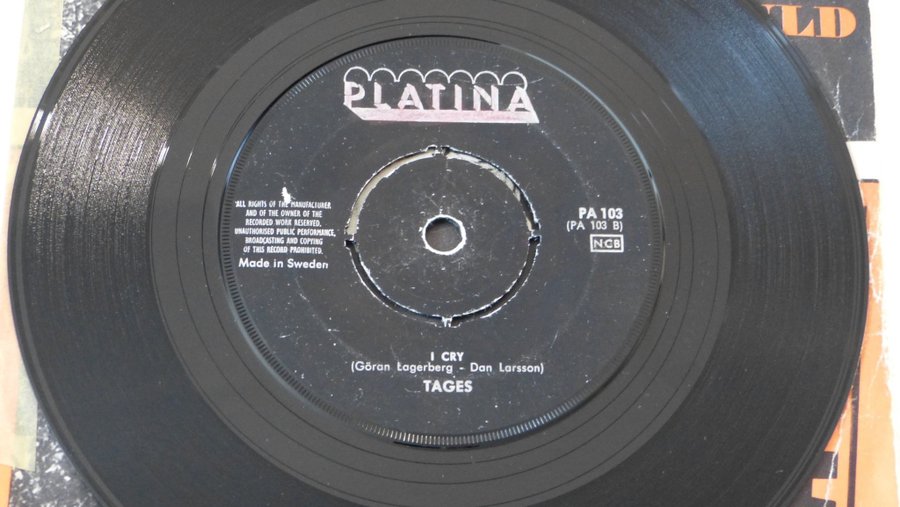 ULD
PLATINA
ALL RIGHTS OF THE MANUFACTURER
AND OF THE OWNER OF THE
RECORDED WORK RESERVED.
UNAUTHORISED PUBLIC PERFORMANCE,
BROADCASTING AND COPYING
OF THIS RECORD PROHIBITED.
Made in Sweden
PA 103
(PA 103 B)
NCB
I CRY
(Göran Lagerberg - Dan Larsson)
TAGES